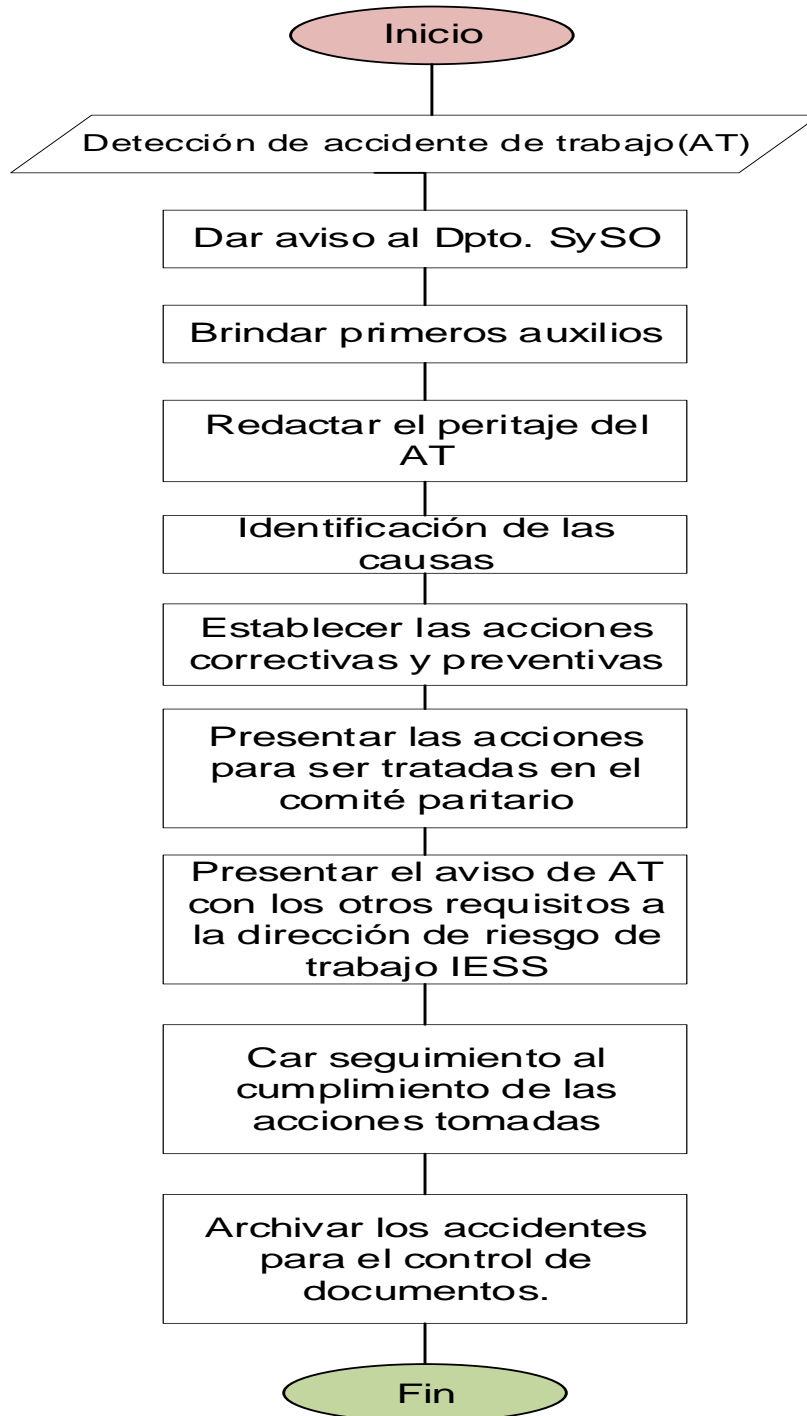 Inicio
Detección de accidente de trabajo(AT)
Dar aviso al Dpto. SySO
Brindar primeros auxilios
Redactar el peritaje del
AT
Identificación de las
causas
Establecer las acciones
correctivas y preventivas
Presentar las acciones
para ser tratadas en el
comité paritario
Presentar el aviso de AT
con los otros requisitos a
la dirección de riesgo de
trabajo IESS
Car seguimiento al
cumplimiento de las
acciones tomadas
Archivar los accidentes
para el control de
documentos.
Fin